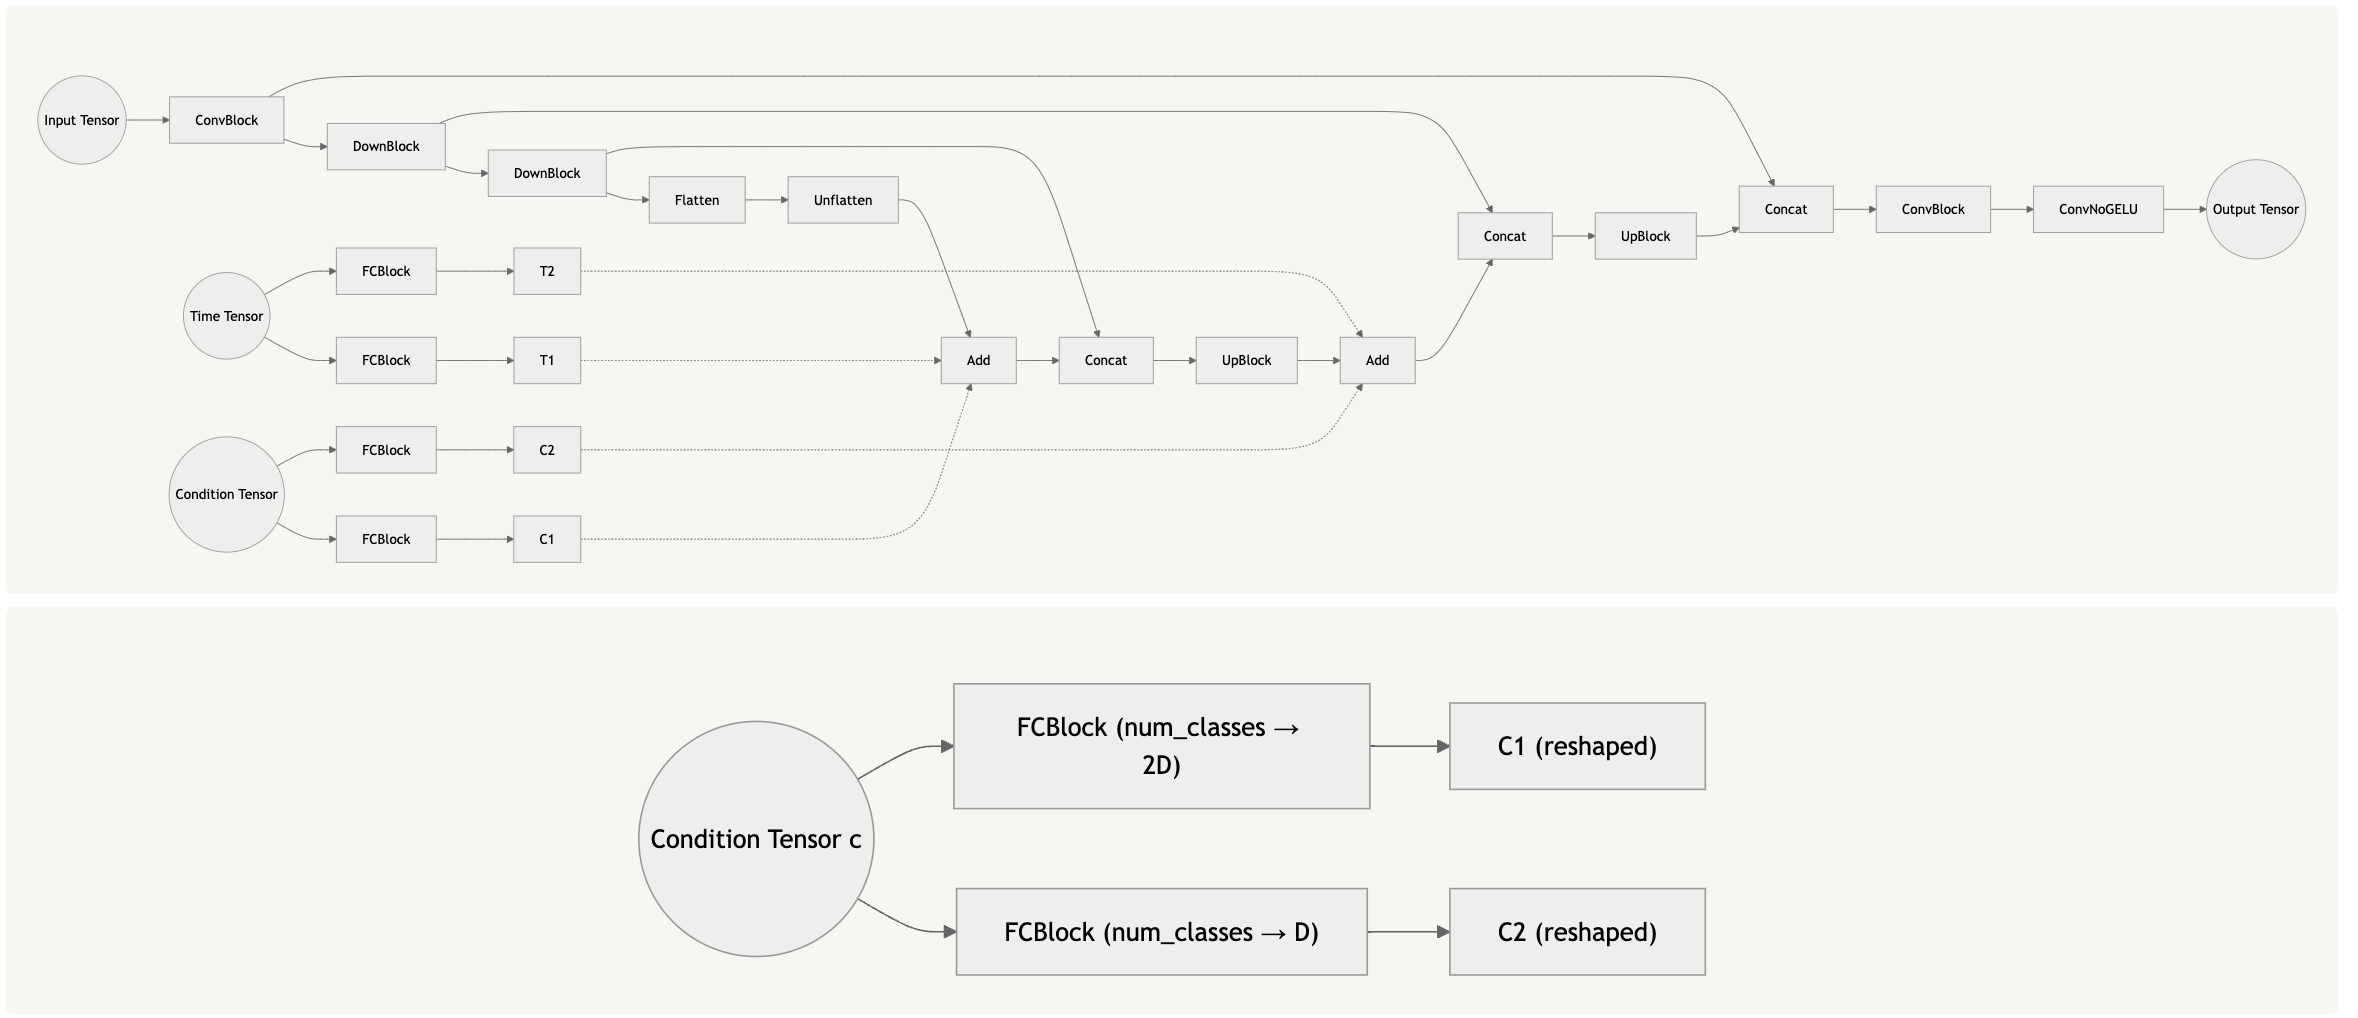 Input Tensor
ConvBlock
DownBlock
DownBlock
Flatten
Unflatten
Concat
UpBlock
Concat
ConvBlock
ConvNoGELU
Output Tensor
Time Tensor
FCBlock
T2
FCBlock
T1
Add
Concat
UpBlock
Add
Condition Tensor
FCBlock
C2
FCBlock
C1
Condition Tensor c
FCBlock (num_classes →
2D)
C1 (reshaped)
FCBlock (num_classes → D)
C2 (reshaped)